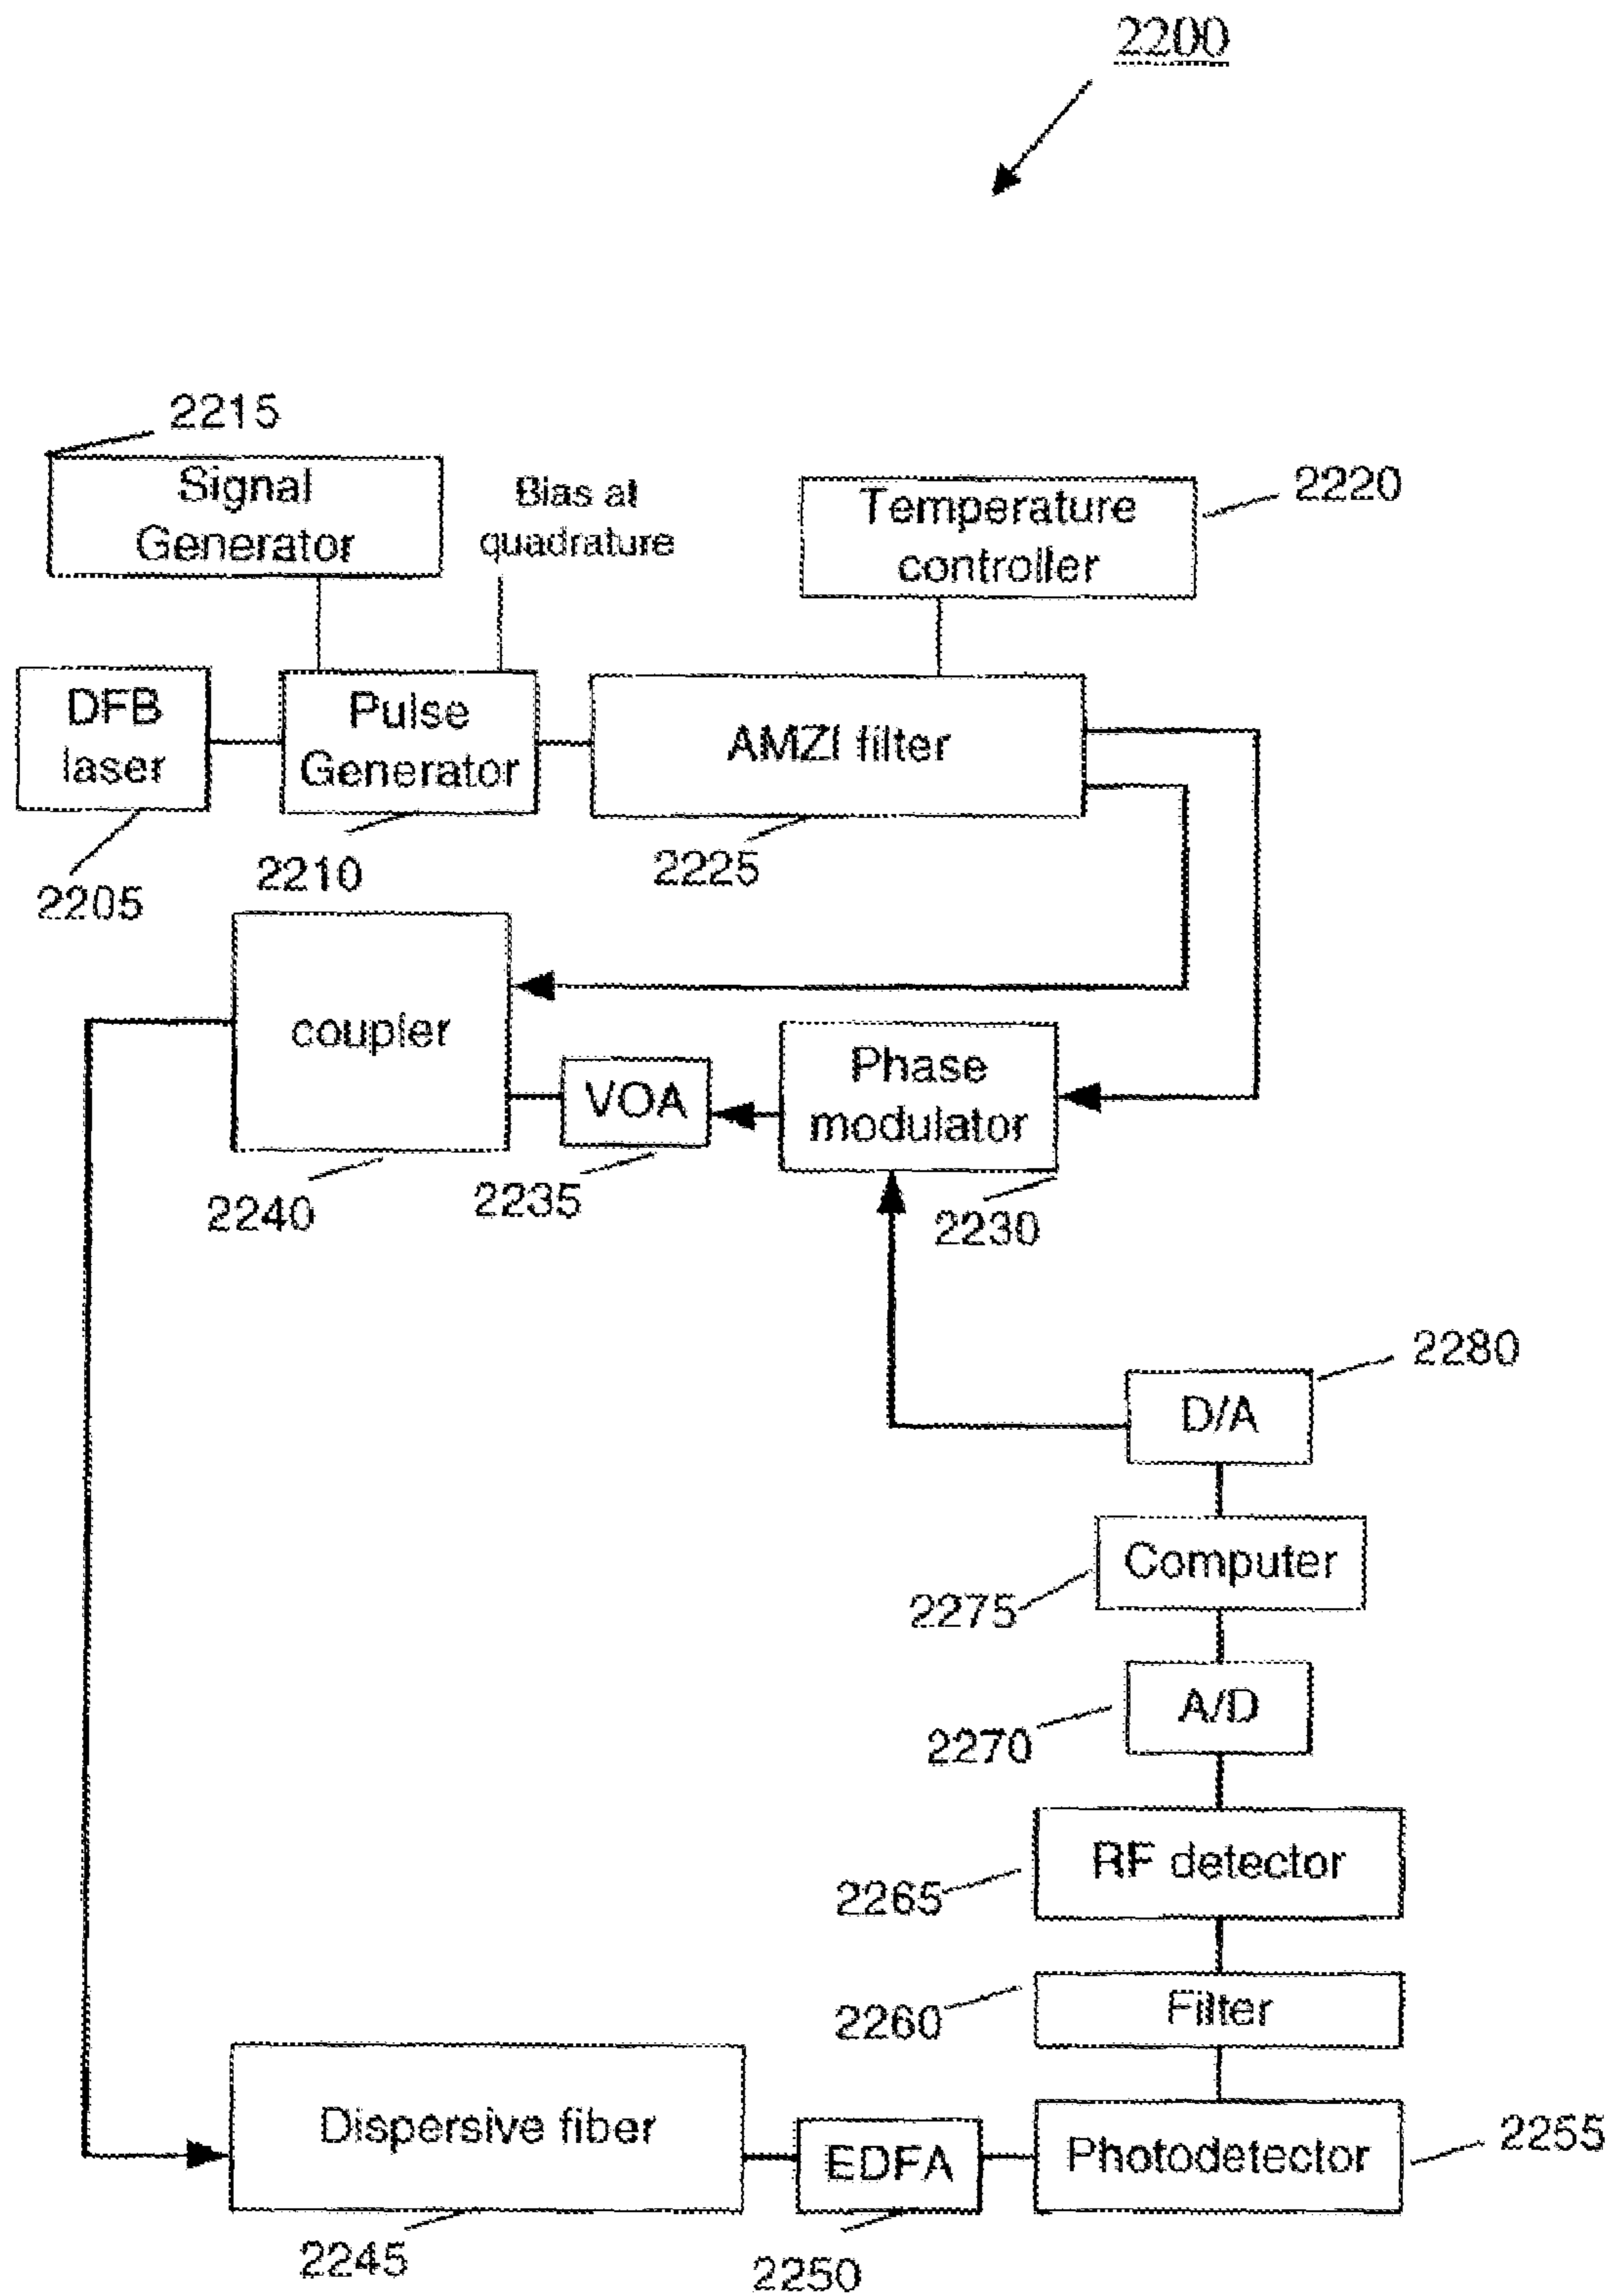 2200
2215
Signal
Generator
Bias at
quadrature
Temperature
controller
2220
DFB
laser
Pulse
Generator
AMZI filter
2205
2210
2225
coupler
VOA
Phase
modulator
2240
2235
2230
2280
D/A
Computer
2275
A/D
2270
RF detector
2265
Filter
2260
Dispersive fiber
EDFA
Photodetector
2255
2245
2250